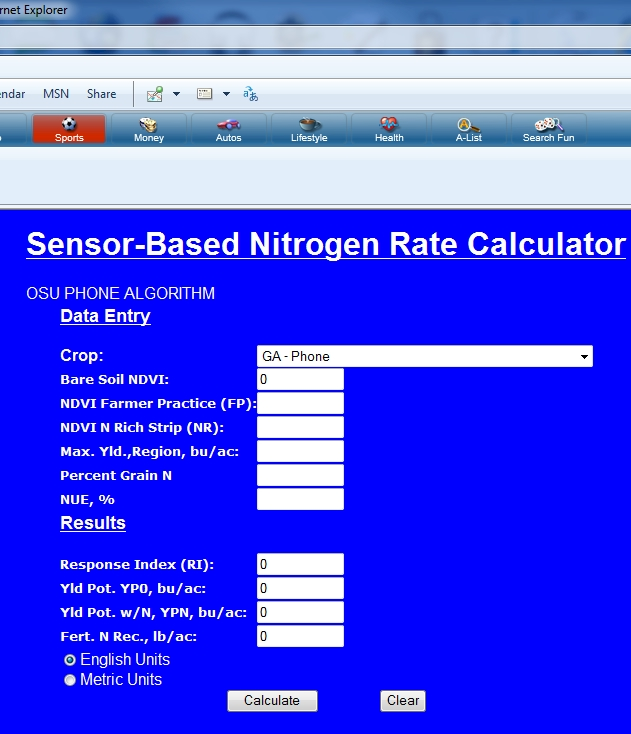 rnet Explorer
endar MSN Share
Sports Money Autos Lifestyle Health A-List Search Fun
Sensor-Based Nitrogen Rate Calculator
OSU PHONE ALGORITHM
Data Entry
Crop: GA - Phone
Bare Soil NDVI: 0
NDVI Farmer Practice (FP):
NDVI N Rich Strip (NR):
Max. Yld.,Region, bu/ac:
Percent Grain N
NUE, %
Results
Response Index (RI): 0
Yld Pot. YP0, bu/ac: 0
Yld Pot. w/N, YPN, bu/ac: 0
Fert. N Rec., lb/ac: 0
English Units
Metric Units
Calculate Clear